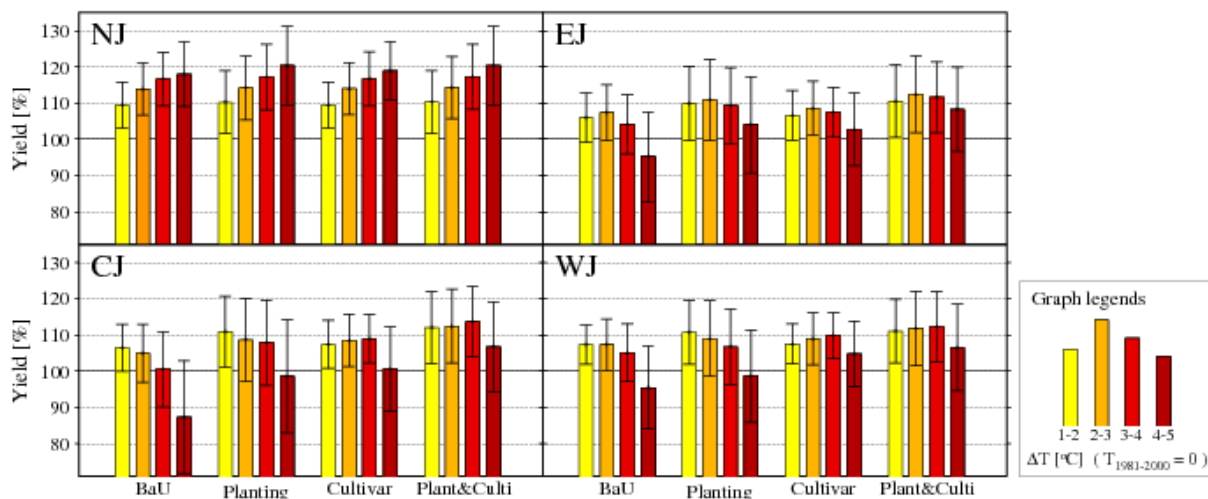 130
120
110
100
90
80
Yield [%]
NJ
EJ
120
110
100
90
80
Yield [%]
CJ
WJ
BaU Planting Cultivar Plant&Culti BaU Planting Cultivar Plant&Culti
Graph legends
1-2 2-3 3-4 4-5
ΔT [°C] ( T1981-2000 = 0 )